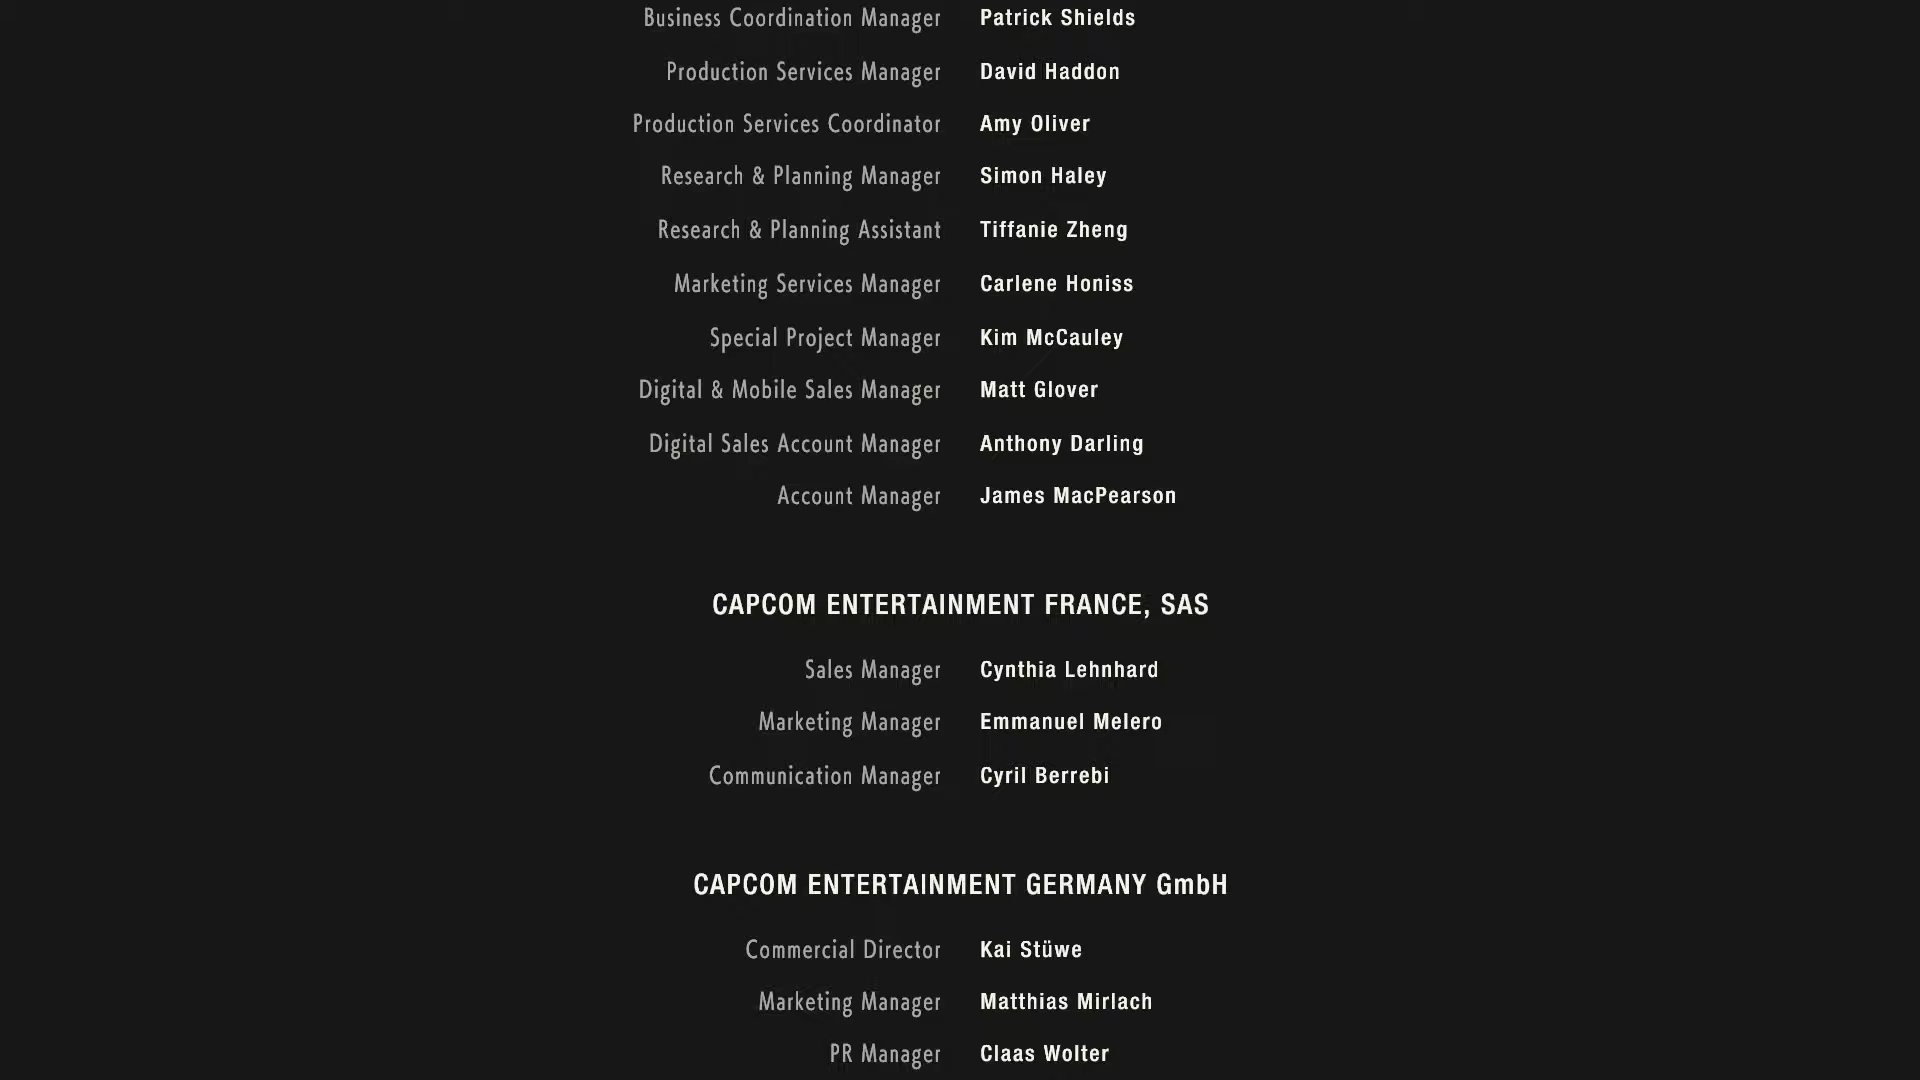 Business Coordination Manager Patrick Shields
Production Services Manager David Haddon
Production Services Coordinator Amy Oliver
Research & Planning Manager Simon Haley
Research & Planning Assistant Tiffanie Zheng
Marketing Services Manager Carlene Honiss
Special Project Manager Kim McCauley
Digital & Mobile Sales Manager Matt Glover
Digital Sales Account Manager Anthony Darling
Account Manager James MacPearson
CAPCOM ENTERTAINMENT FRANCE, SAS
Sales Manager Cynthia Lehnhard
Marketing Manager Emmanuel Melero
Communication Manager Cyril Berrebi
CAPCOM ENTERTAINMENT GERMANY GmbH
Commercial Director Kai Stüwe
Marketing Manager Matthias Mirlach
PR Manager Claas Wolter